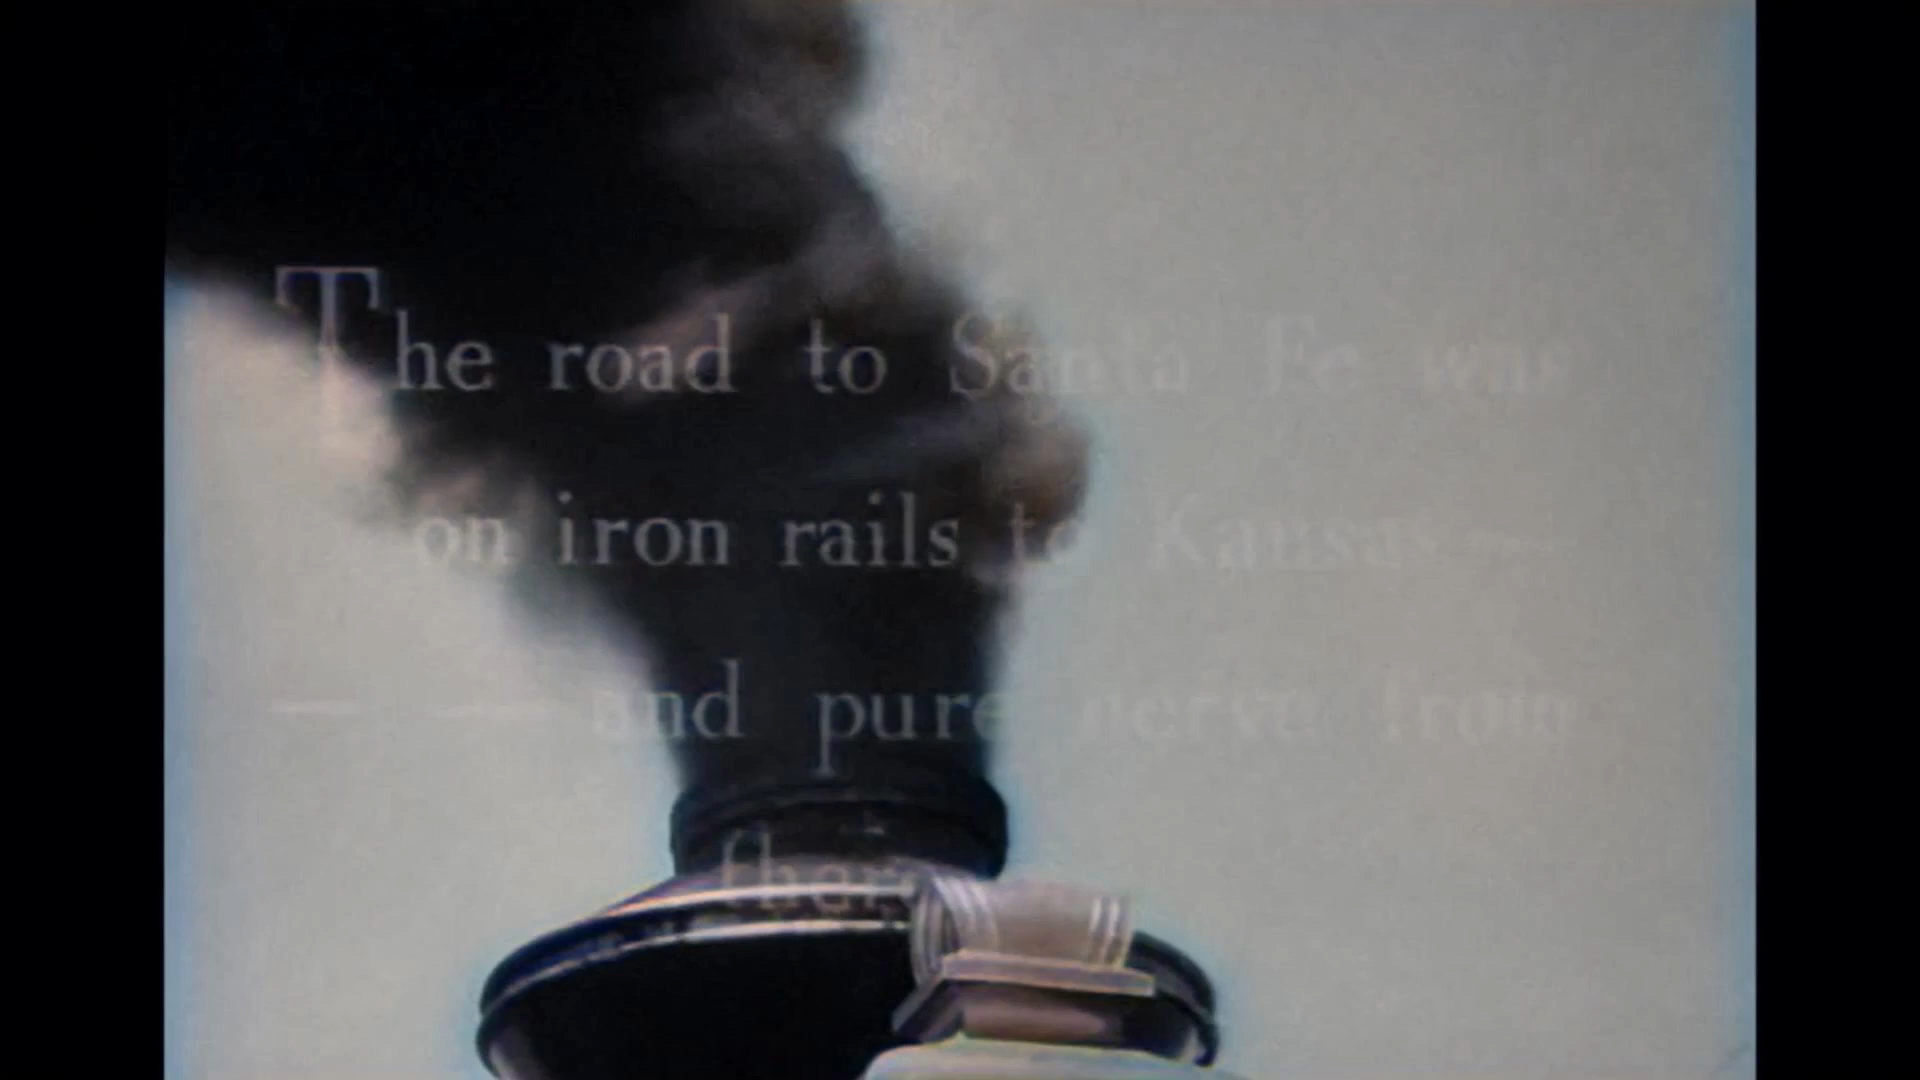 The road to Santa Fe was
on iron rails to Kansas —
— — and pure nerve from
there